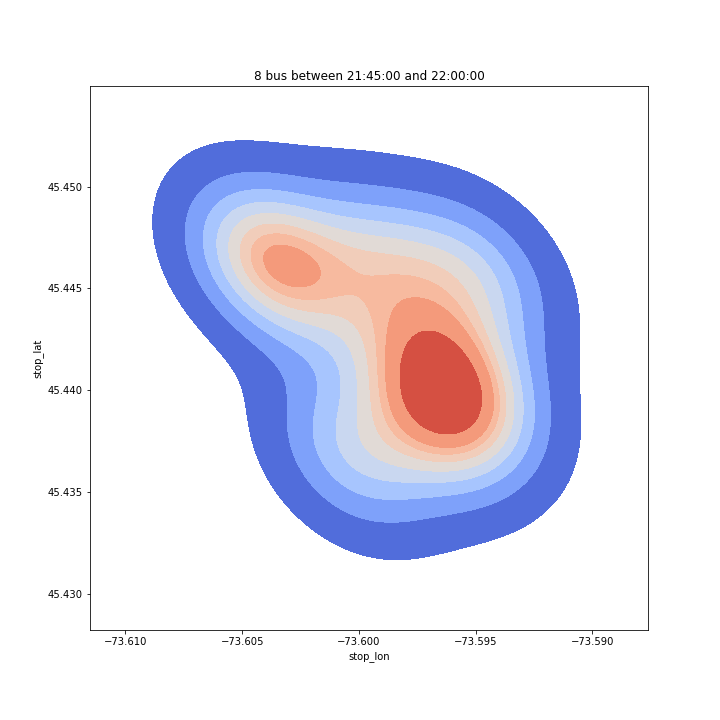 8 bus between 21:45:00 and 22:00:00
45.450
45.445
45.440
45.435
45.430
stop_lat
−73.610 −73.605 −73.600 −73.595 −73.590
stop_lon